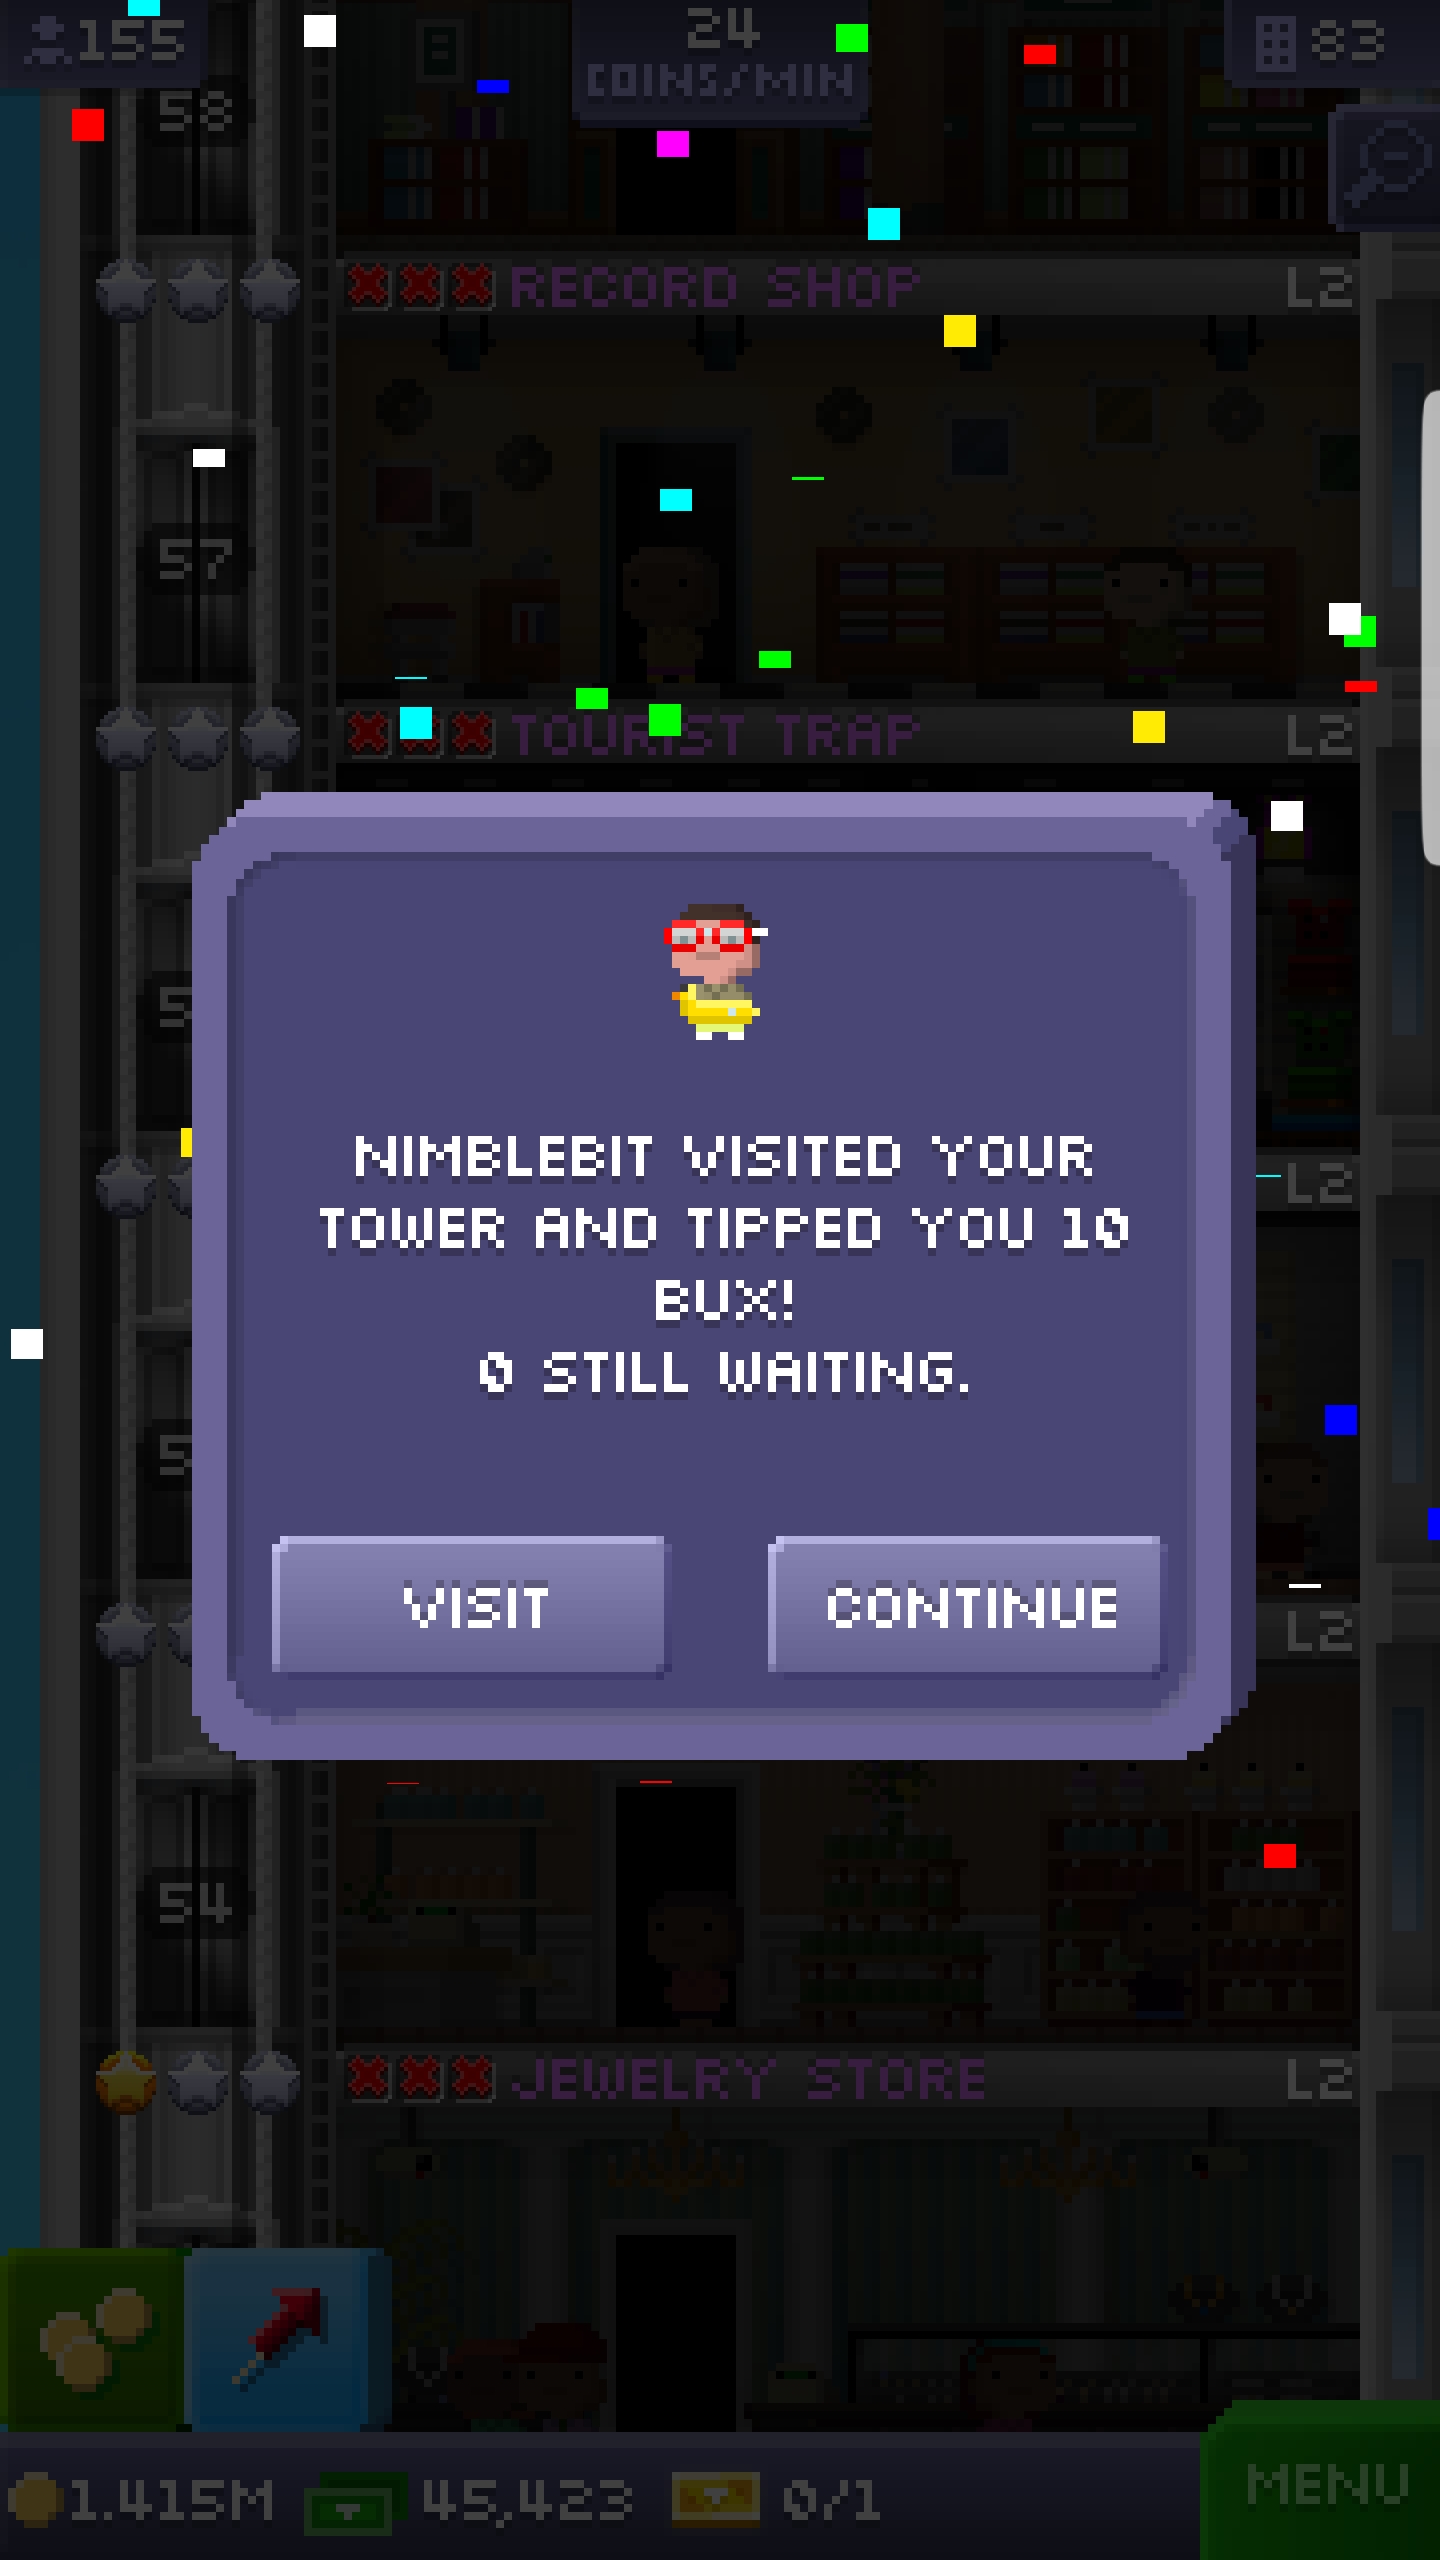 155
24
COINS/MIN
83
58
RECORD SHOP L2
57
TOURIST TRAP L2
L2
NIMBLEBIT VISITED YOUR
TOWER AND TIPPED YOU 10
BUX!
0 STILL WAITING.
VISIT CONTINUE
L2
54
JEWELRY STORE L2
1.415M 45,423 0/1 MENU